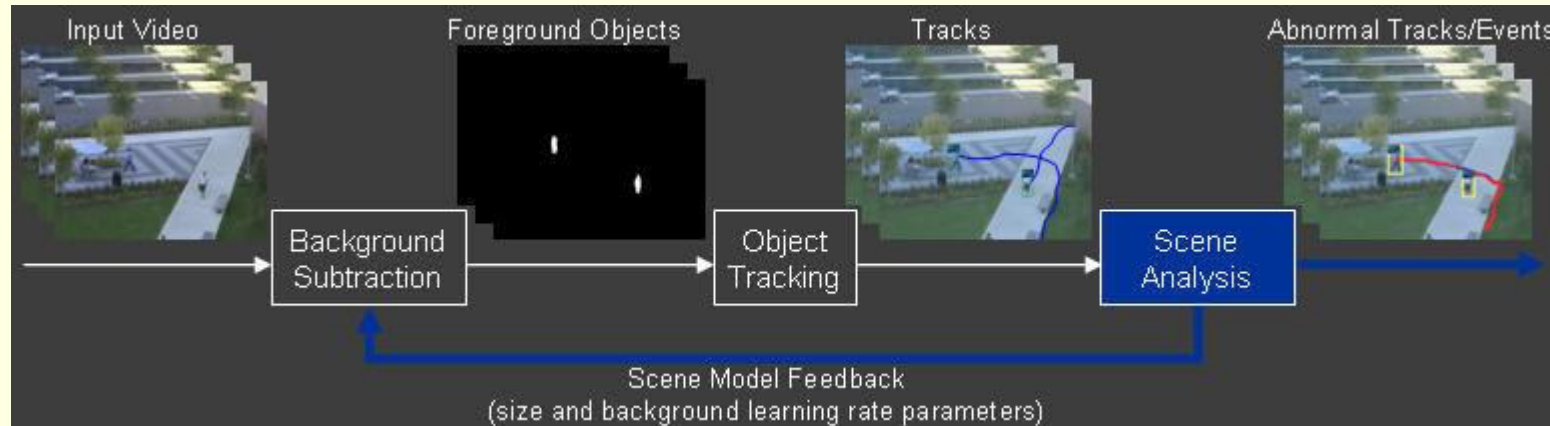 Input Video
Foreground Objects
Tracks
Abnormal Tracks/Events
Background
Subtraction
Object
Tracking
Scene
Analysis
Scene Model Feedback
(size and background learning rate parameters)